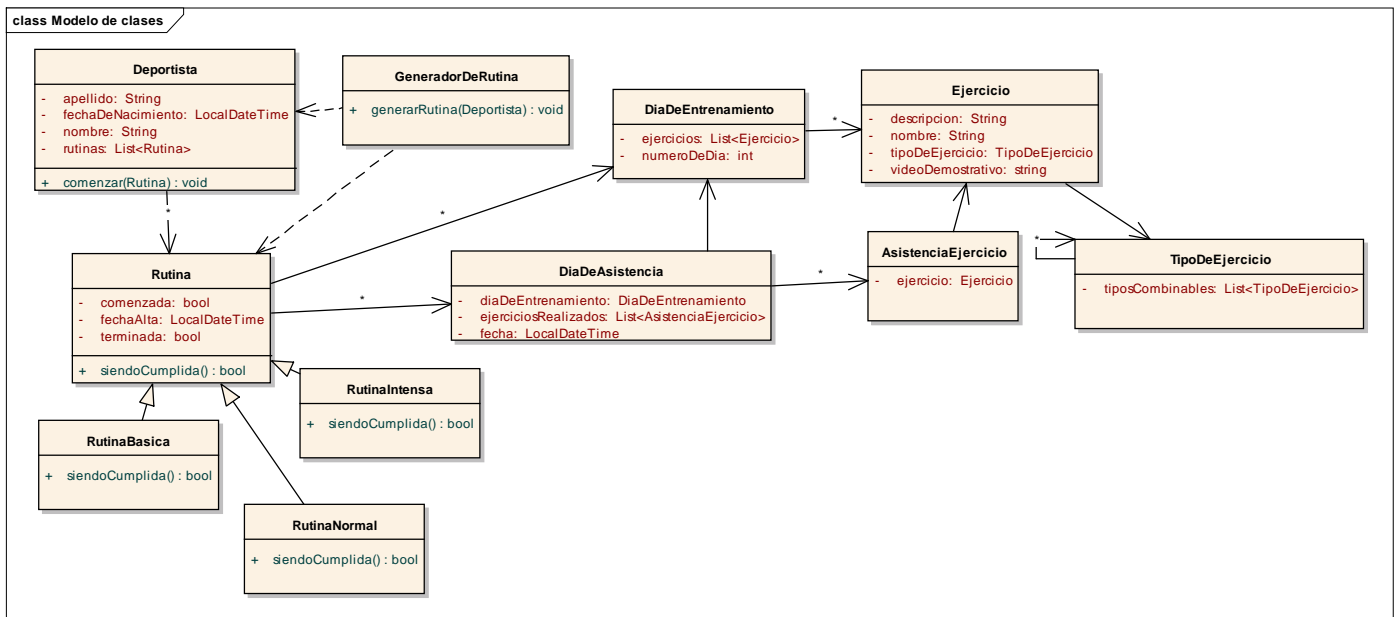 class Modelo de clases
Deportista
- apellido: String
- fechaDeNacimiento: LocalDateTime
- nombre: String
- rutinas: List<Rutina>
+ comenzar(Rutina) : void
GeneradorDeRutina
+ generarRutina(Deportista) : void
DiaDeEntrenamiento
- ejercicios: List<Ejercicio>
- numeroDeDia: int
*
Ejercicio
- descripcion: String
- nombre: String
- tipoDeEjercicio: TipoDeEjercicio
- videoDemostrativo: string
*
*
Rutina
- comenzada: bool
- fechaAlta: LocalDateTime
- terminada: bool
+ siendoCumplida() : bool
*
DiaDeAsistencia
- diaDeEntrenamiento: DiaDeEntrenamiento
- ejerciciosRealizados: List<AsistenciaEjercicio>
- fecha: LocalDateTime
*
AsistenciaEjercicio
- ejercicio: Ejercicio
*
TipoDeEjercicio
- tiposCombinables: List<TipoDeEjercicio>
RutinaIntensa
+ siendoCumplida() : bool
RutinaBasica
+ siendoCumplida() : bool
RutinaNormal
+ siendoCumplida() : bool